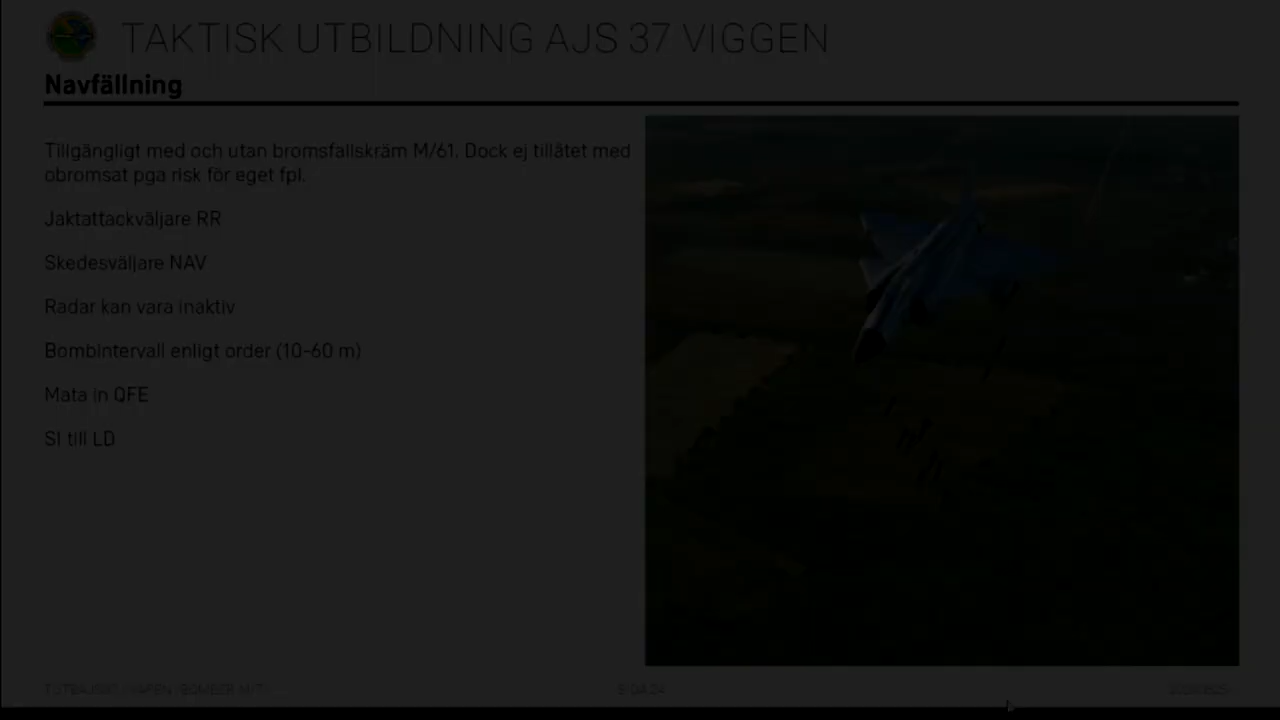 TAKTISK UTBILDNING AJS 37 VIGGEN
Navfällning
Tillgängligt med och utan bromsfallskräm M/61. Dock ej tillåtet med
obromsat pga risk för eget fpl.
Jaktattackväljare RR
Skedesväljare NAV
Radar kan vara inaktiv
Bombintervall enligt order (10-60 m)
Mata in QFE
SI till LD